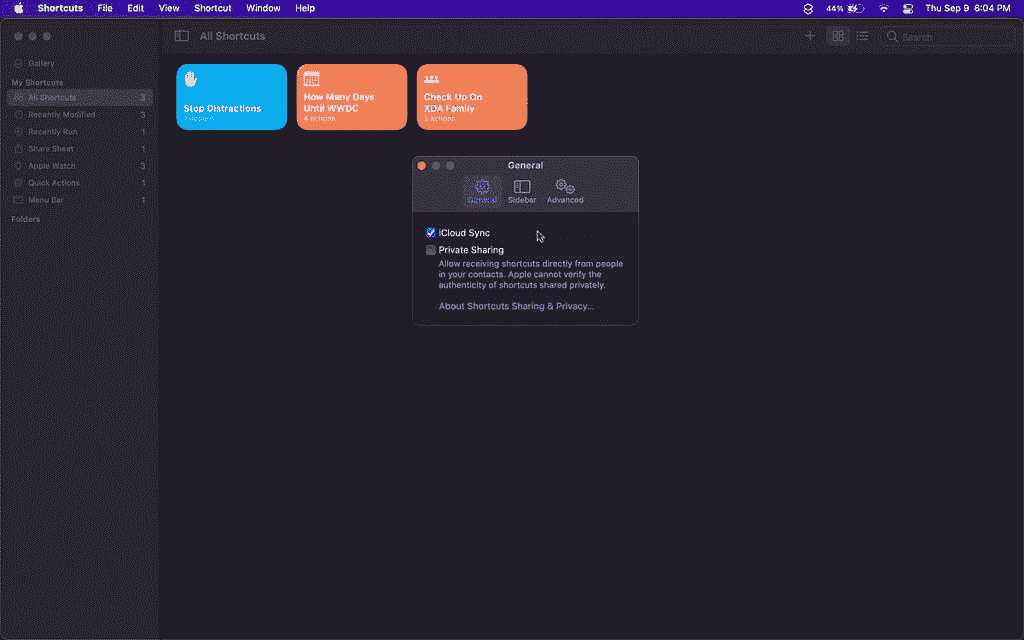 Shortcuts File Edit View Shortcut Window Help 44% Thu Sep 9 6:04 PM
All Shortcuts
Search
Gallery
My Shortcuts
All Shortcuts 3
Recently Modified 3
Recently Run 1
Share Sheet 1
Apple Watch 3
Quick Actions 1
Menu Bar 1
Folders
Stop Distractions
How Many Days
Until WWDC
4 actions
Check Up On
XDA Family
5 actions
General
General Sidebar Advanced
iCloud Sync
Private Sharing
Allow receiving shortcuts directly from people
in your contacts. Apple cannot verify the
authenticity of shortcuts shared privately.
About Shortcuts Sharing & Privacy...